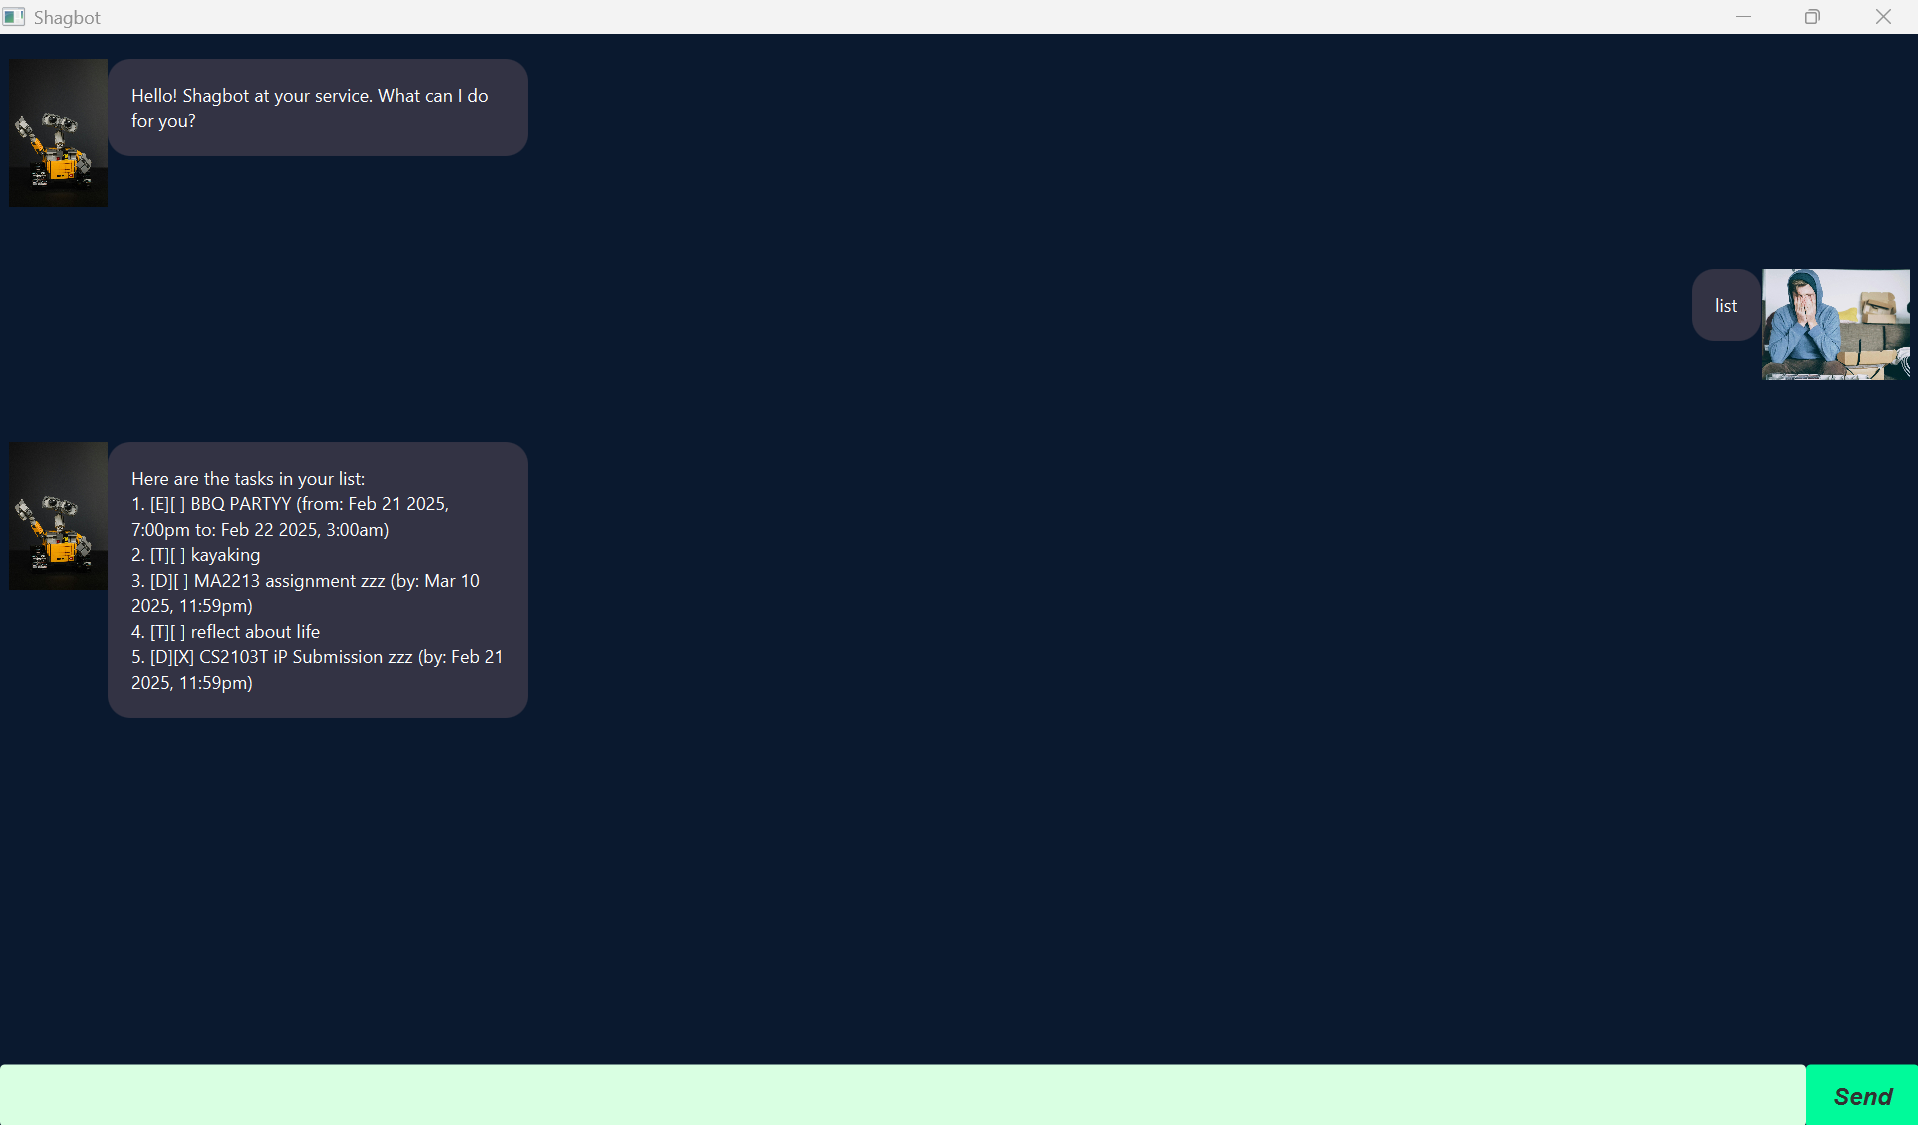 Shagbot
Hello! Shagbot at your service. What can I do
for you?
list
Here are the tasks in your list:
1. [E][ ] BBQ PARTYY (from: Feb 21 2025,
7:00pm to: Feb 22 2025, 3:00am)
2. [T][ ] kayaking
3. [D][ ] MA2213 assignment zzz (by: Mar 10
2025, 11:59pm)
4. [T][ ] reflect about life
5. [D][X] CS2103T iP Submission zzz (by: Feb 21
2025, 11:59pm)
Send